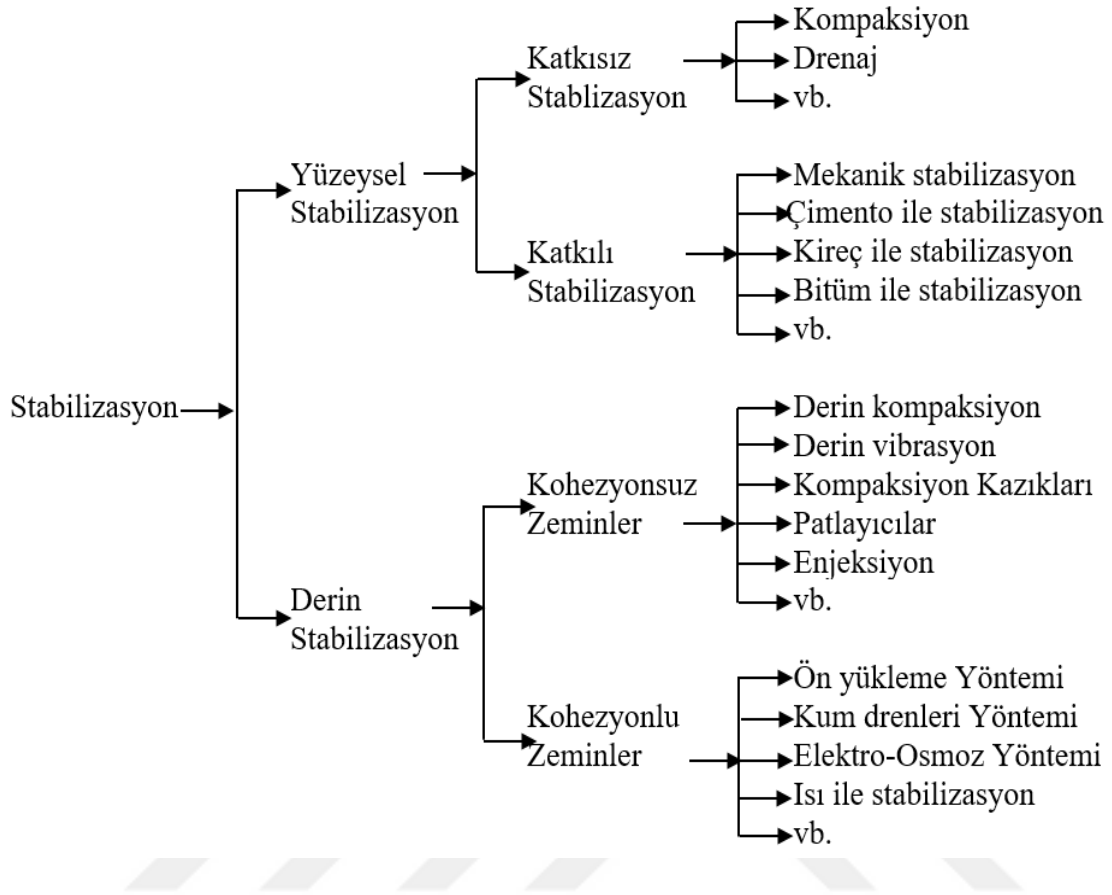 Stabilizasyon
Yüzeysel
Stabilizasyon
Katkısız
Stablizasyon
Kompaksiyon
Drenaj
vb.
Katkılı
Stabilizasyon
Mekanik stabilizasyon
Çimento ile stabilizasyon
Kireç ile stabilizasyon
Bitüm ile stabilizasyon
vb.
Derin
Stabilizasyon
Kohezyonsuz
Zeminler
Derin kompaksiyon
Derin vibrasyon
Kompaksiyon Kazıkları
Patlayıcılar
Enjeksiyon
vb.
Kohezyonlu
Zeminler
Ön yükleme Yöntemi
Kum drenleri Yöntemi
Elektro-Osmoz Yöntemi
Isı ile stabilizasyon
vb.